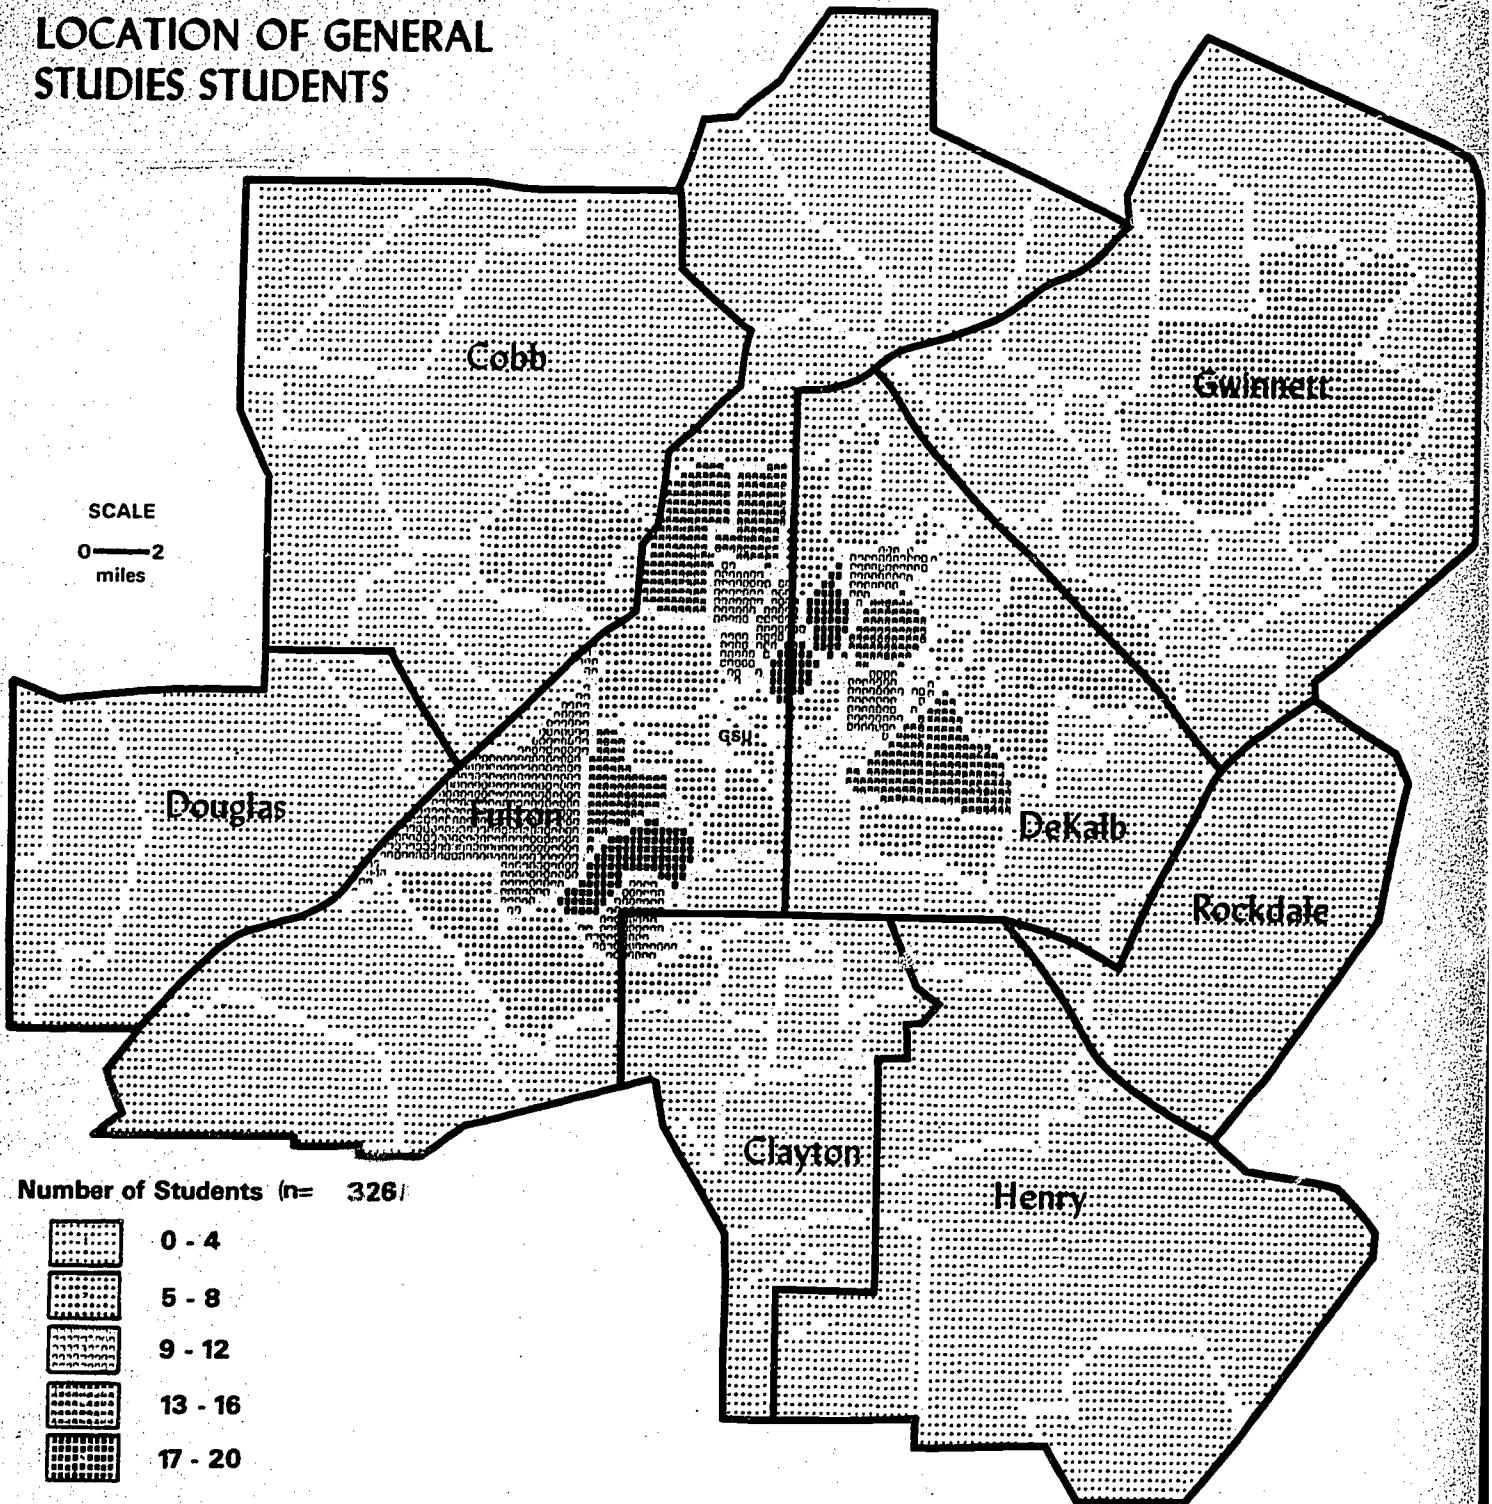 LOCATION OF GENERAL
STUDIES STUDENTS
Cobb
Gwinnett
SCALE
0 2
miles
GSU
Douglas
Fulton
DeKalb
Rockdale
Clayton
Henry
Number of Students (n= 326)
0 - 4
5 - 8
9 - 12
13 - 16
17 - 20